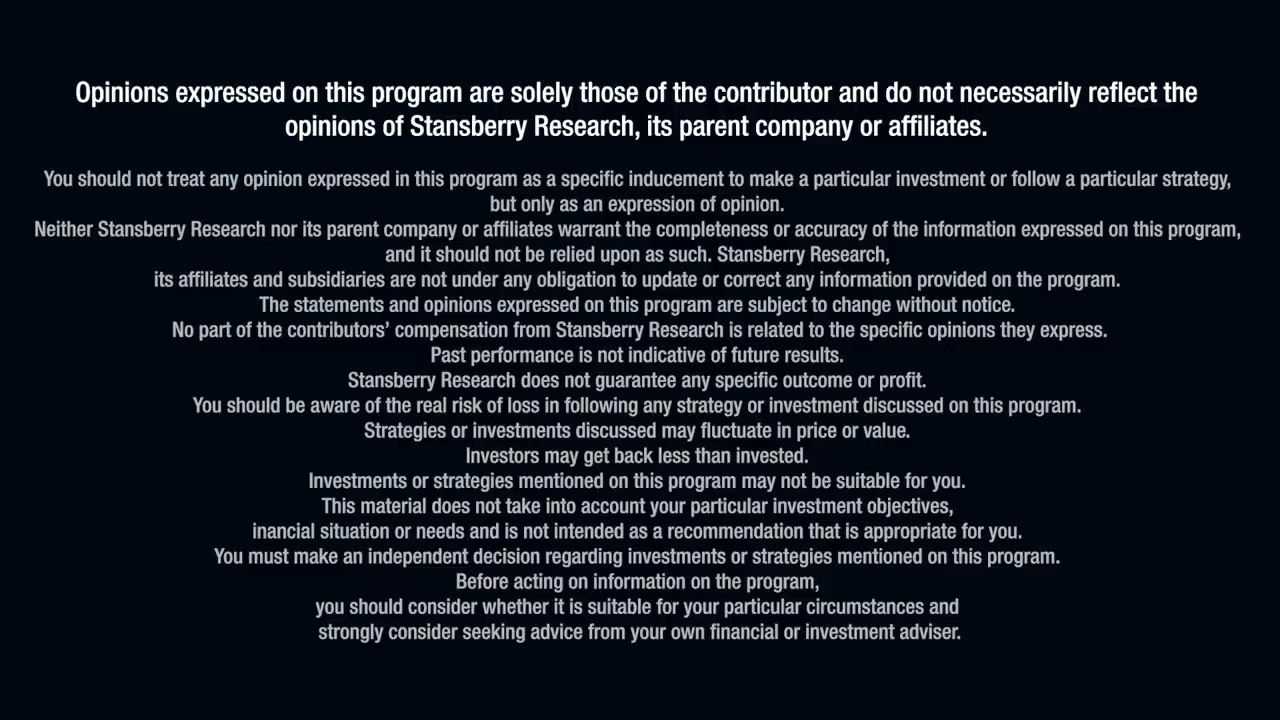 Opinions expressed on this program are solely those of the contributor and do not necessarily reflect the
opinions of Stansberry Research, its parent company or affiliates.
You should not treat any opinion expressed in this program as a specific inducement to make a particular investment or follow a particular strategy,
but only as an expression of opinion.
Neither Stansberry Research nor its parent company or affiliates warrant the completeness or accuracy of the information expressed on this program,
and it should not be relied upon as such. Stansberry Research,
its affiliates and subsidiaries are not under any obligation to update or correct any information provided on the program.
The statements and opinions expressed on this program are subject to change without notice.
No part of the contributors’ compensation from Stansberry Research is related to the specific opinions they express.
Past performance is not indicative of future results.
Stansberry Research does not guarantee any specific outcome or profit.
You should be aware of the real risk of loss in following any strategy or investment discussed on this program.
Strategies or investments discussed may fluctuate in price or value.
Investors may get back less than invested.
Investments or strategies mentioned on this program may not be suitable for you.
This material does not take into account your particular investment objectives,
inancial situation or needs and is not intended as a recommendation that is appropriate for you.
You must make an independent decision regarding investments or strategies mentioned on this program.
Before acting on information on the program,
you should consider whether it is suitable for your particular circumstances and
strongly consider seeking advice from your own financial or investment adviser.